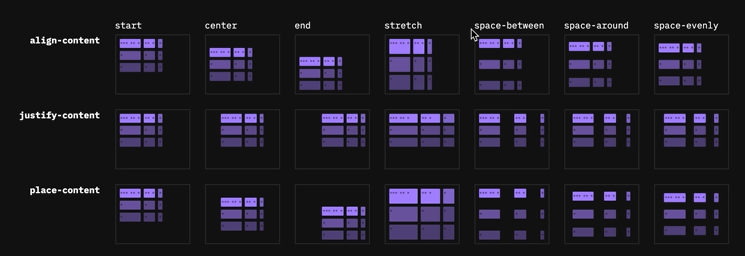 start center end stretch space-between space-around space-evenly
align-content
justify-content
place-content